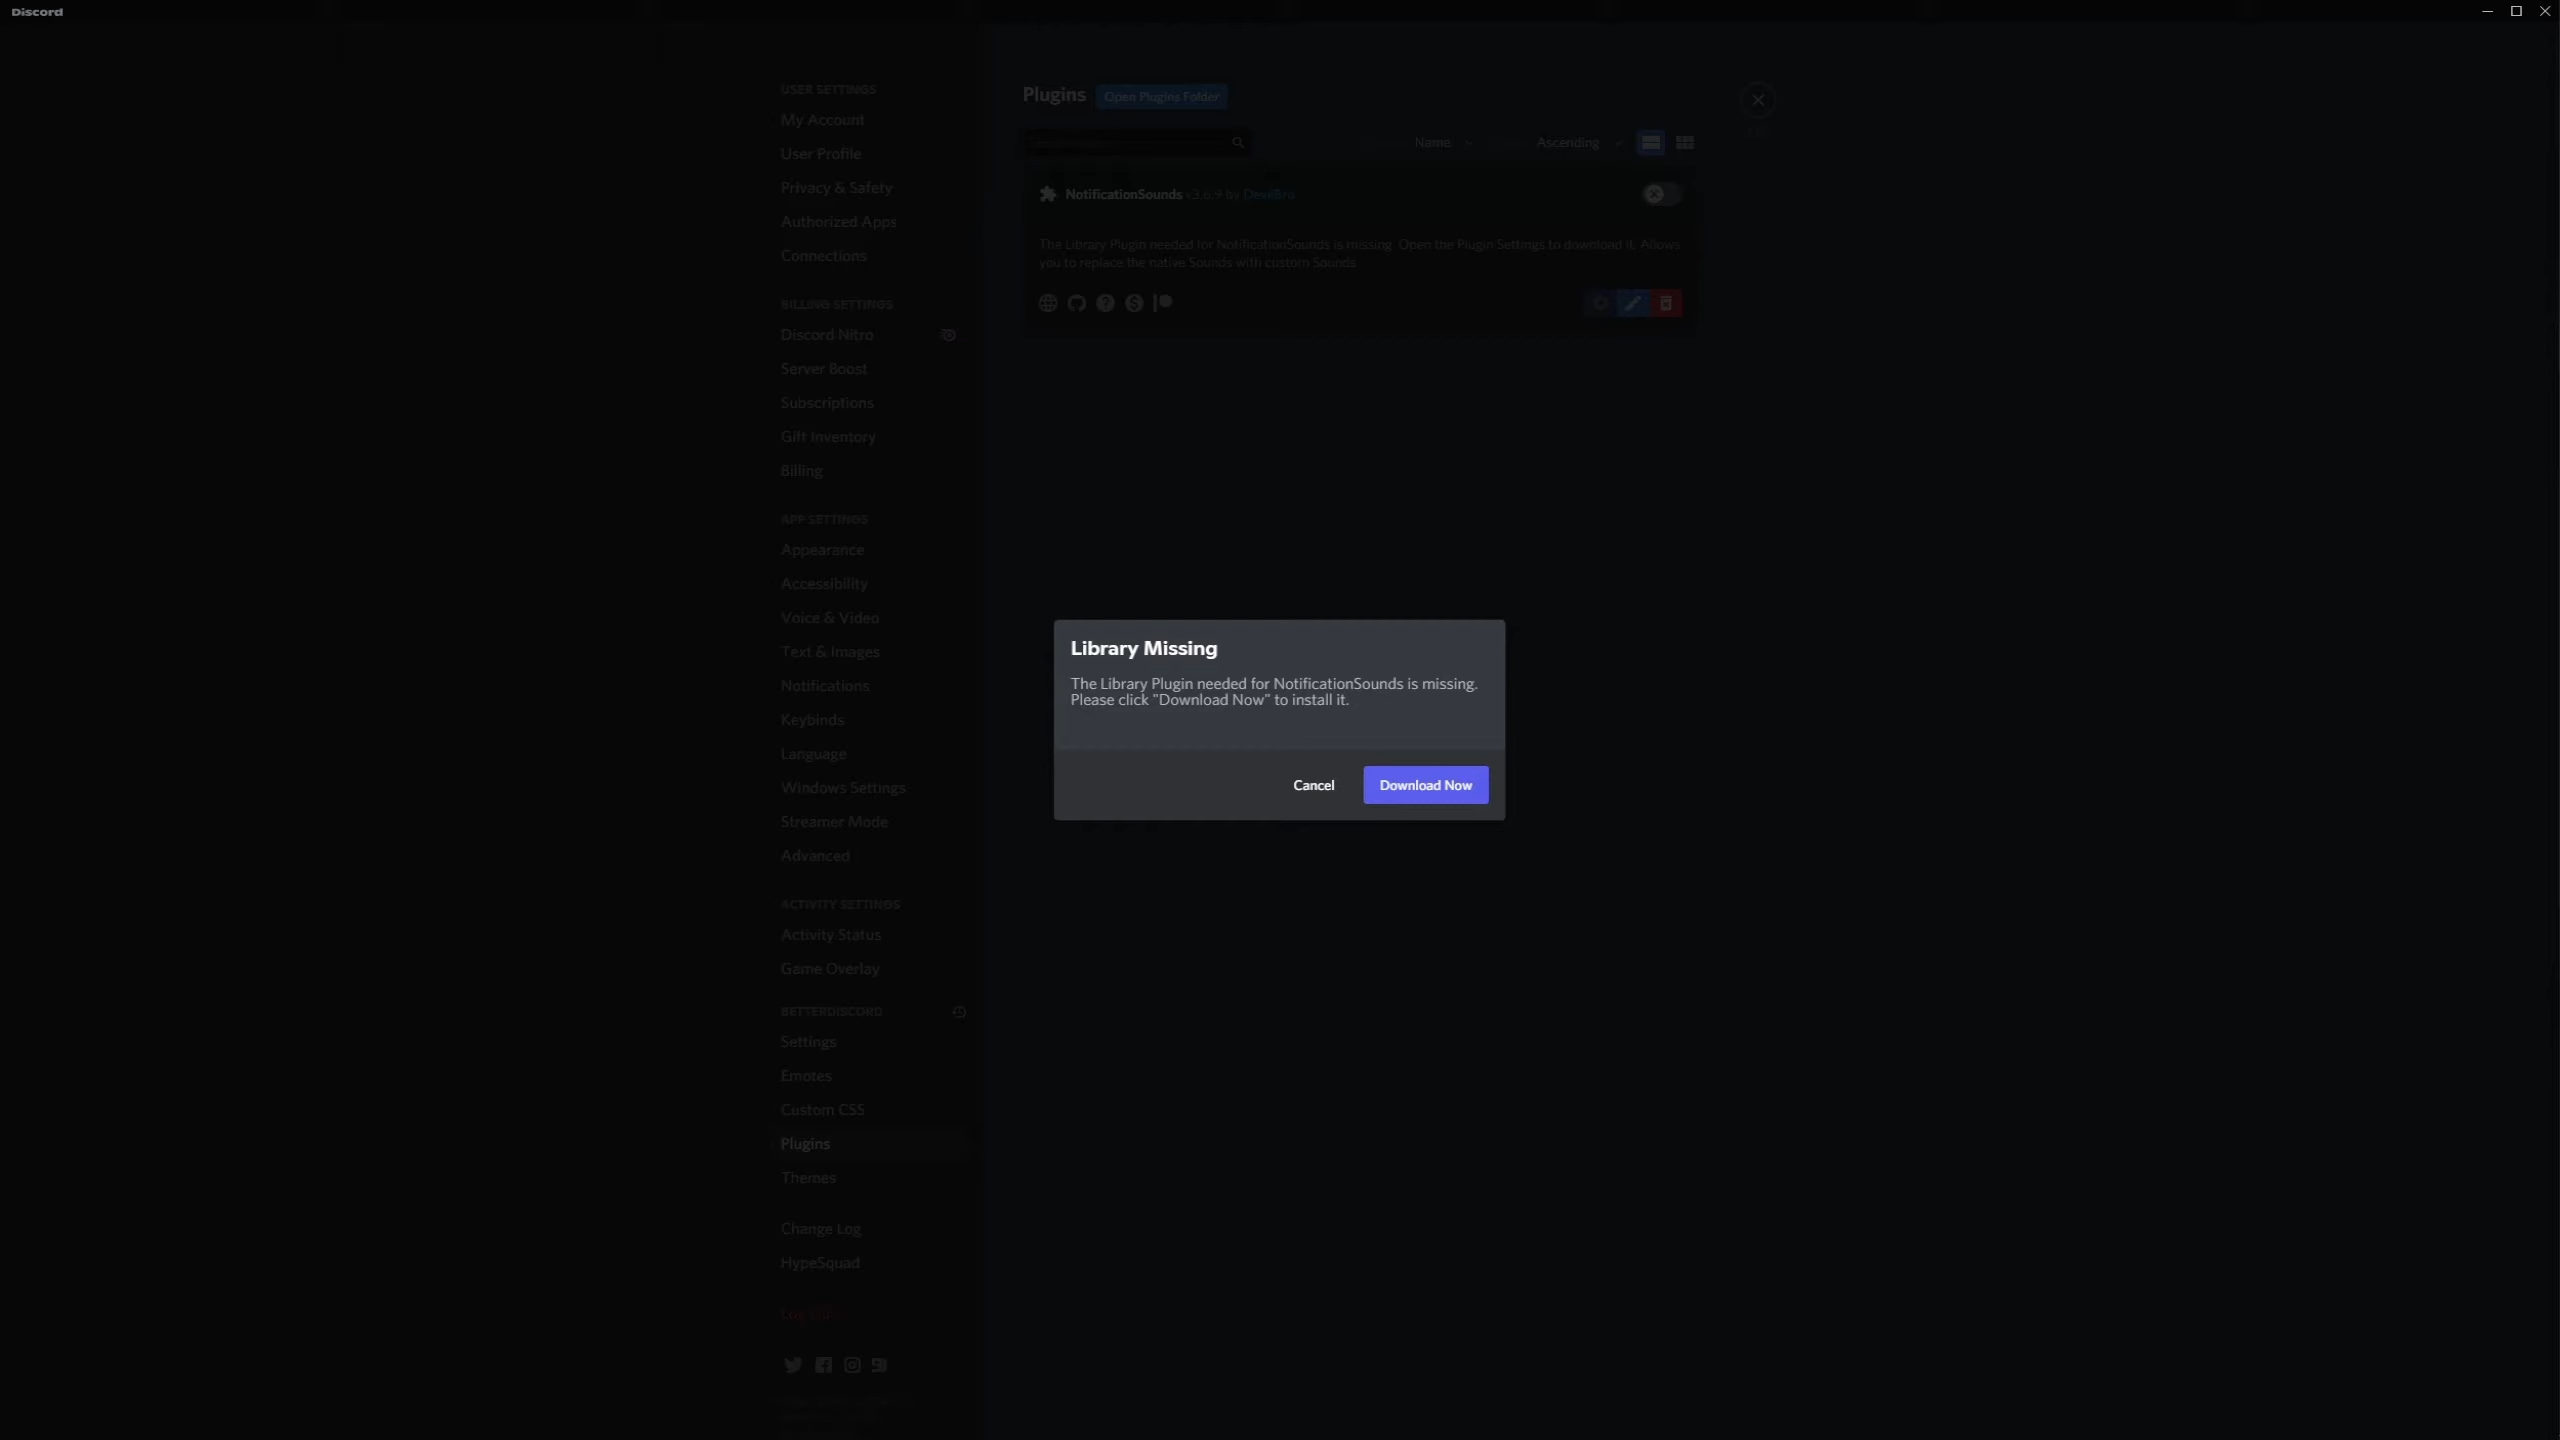 Discord
USER SETTINGS
My Account
User Profile
Privacy & Safety
Authorized Apps
Connections
BILLING SETTINGS
Discord Nitro
Server Boost
Subscriptions
Gift Inventory
Billing
APP SETTINGS
Appearance
Accessibility
Voice & Video
Text & Images
Notifications
Keybinds
Language
Windows Settings
Streamer Mode
Advanced
ACTIVITY SETTINGS
Activity Status
Game Overlay
BETTERDISCORD
Settings
Emotes
Custom CSS
Plugins
Themes
Change Log
HypeSquad
Plugins Open Plugins Folder
Name Ascending
NotificationSounds v3.6.9 by DevilBro
The Library Plugin needed for NotificationSounds is missing. Open the Plugin Settings to download it. Allows
you to replace the native Sounds with custom Sounds
Library Missing
The Library Plugin needed for NotificationSounds is missing.
Please click "Download Now" to install it.
Cancel Download Now